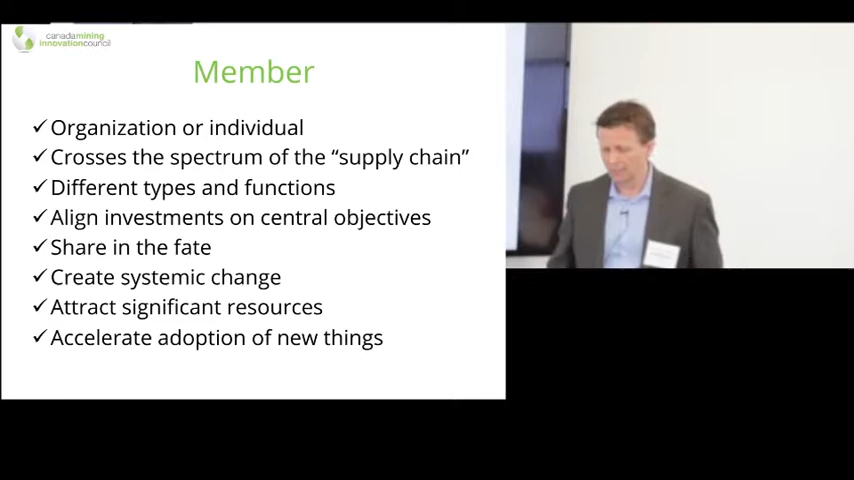 canadamining
innovationcouncil
Member
✓Organization or individual
✓Crosses the spectrum of the “supply chain”
✓Different types and functions
✓Align investments on central objectives
✓Share in the fate
✓Create systemic change
✓Attract significant resources
✓Accelerate adoption of new things